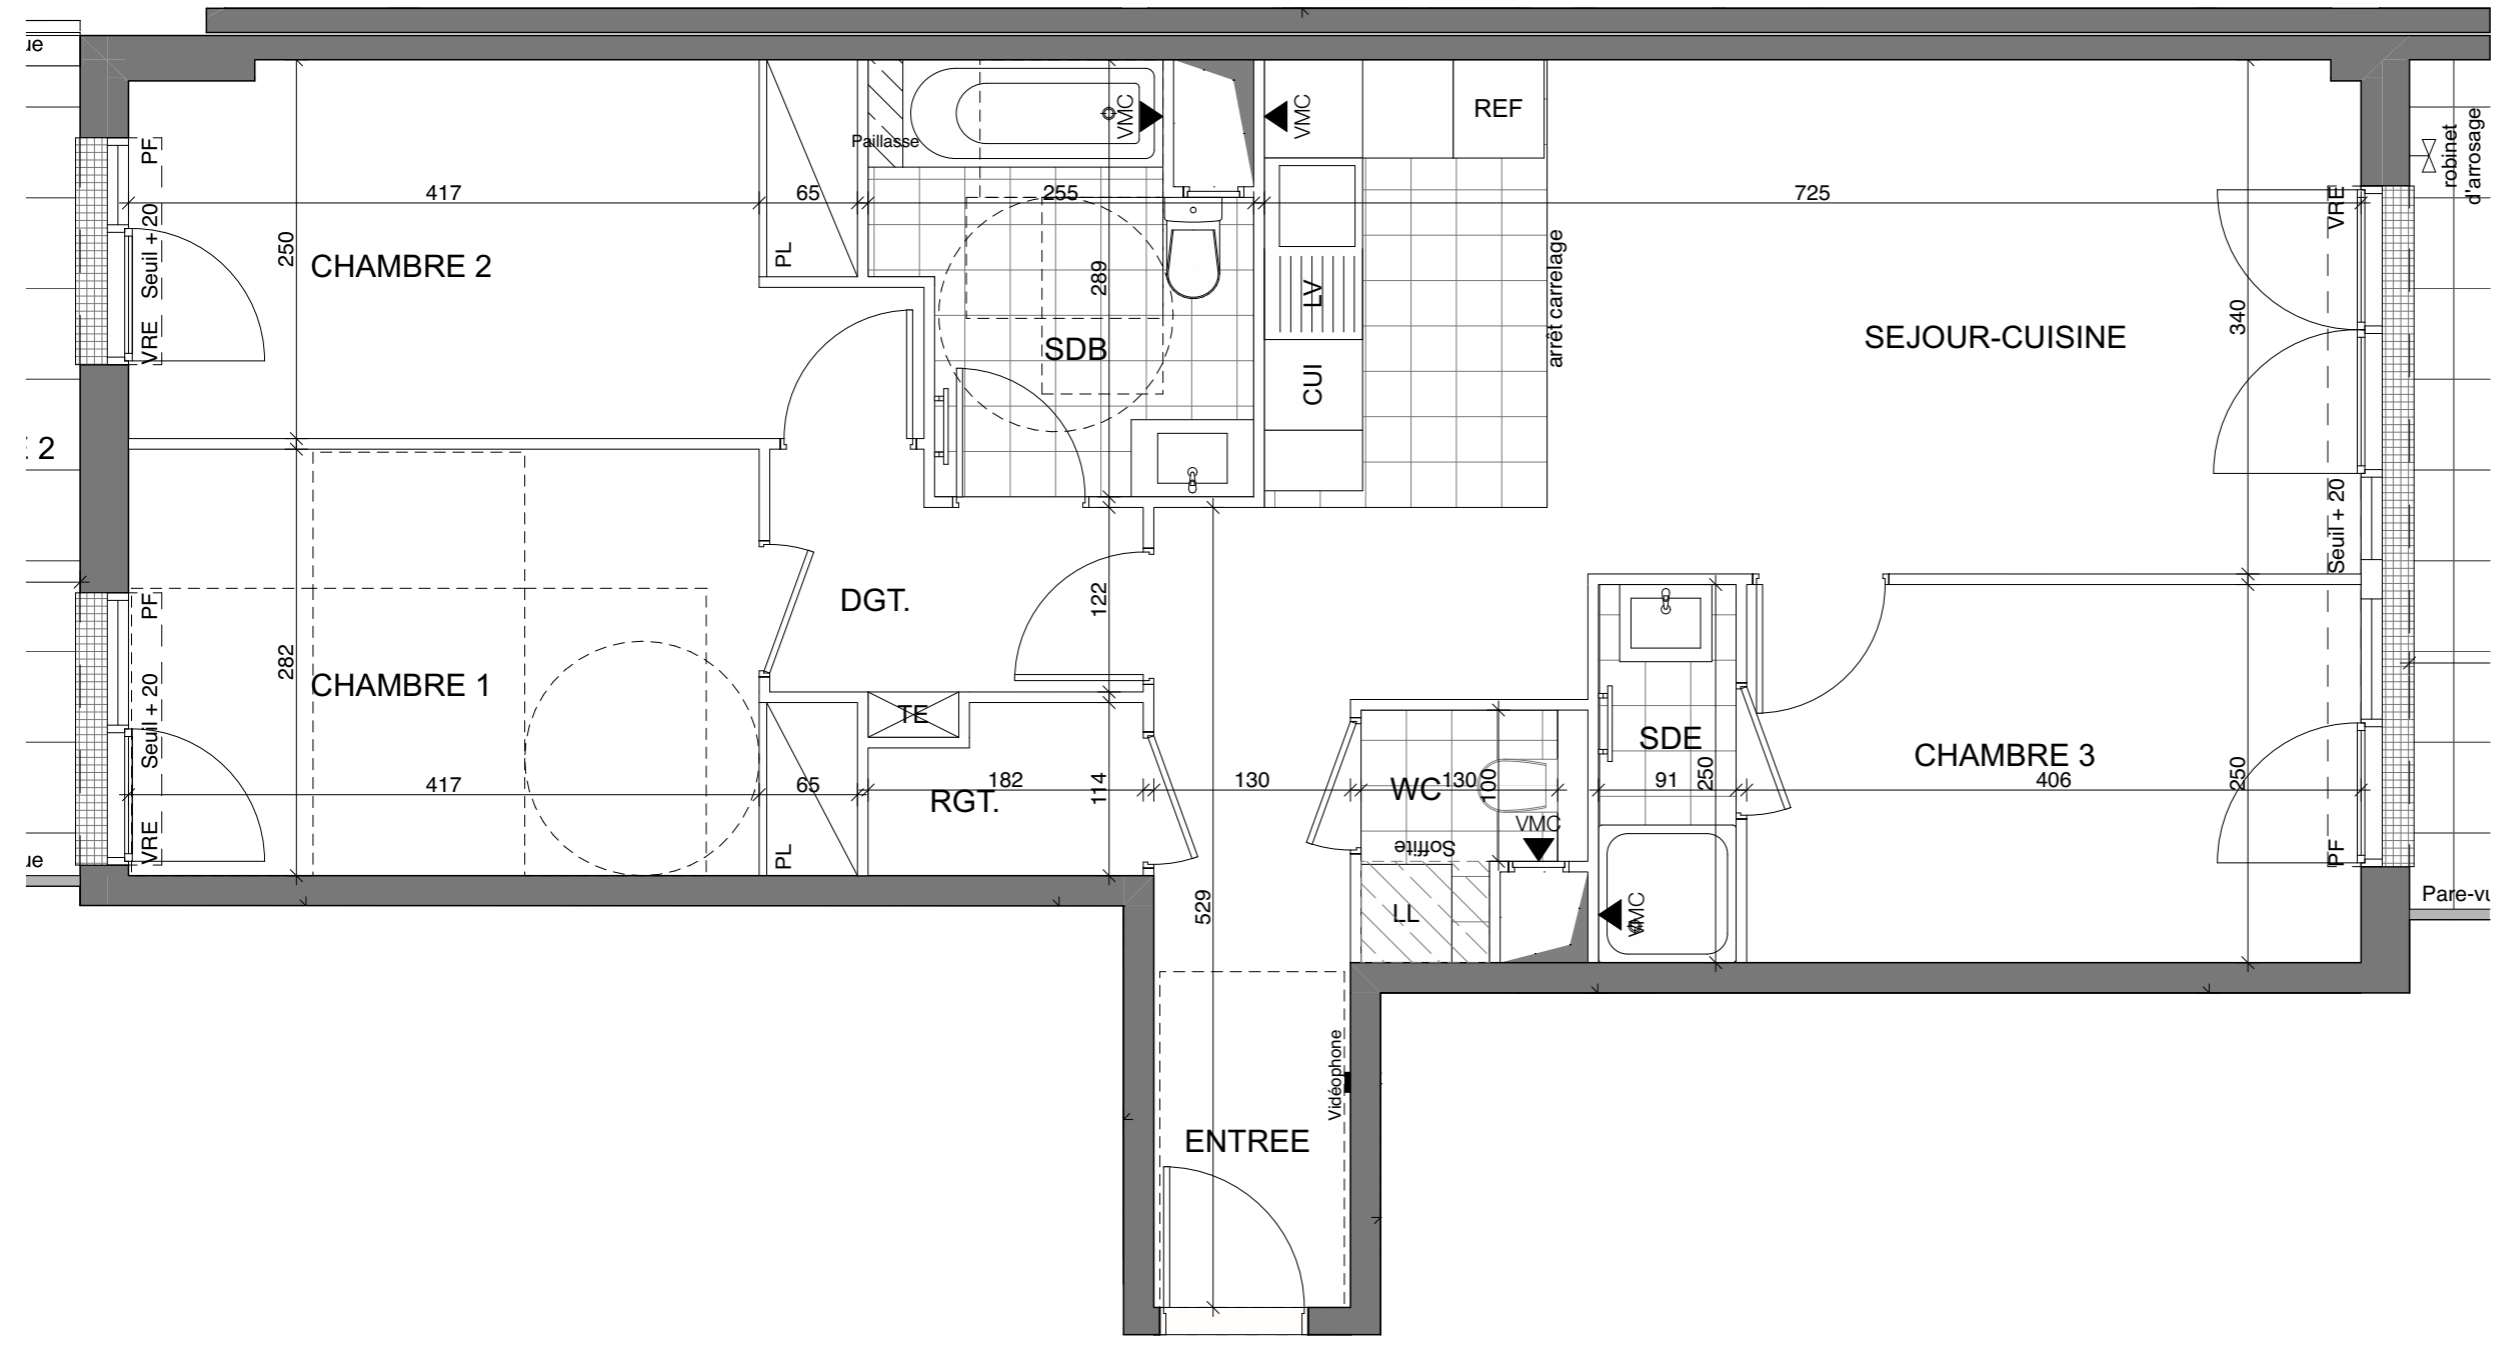 ue
PF
Seuil + 20
VRE
417
250
CHAMBRE 2
65
PL
Paillasse
VMC
255
289
SDB
VMC
REF
LV
CUI
arrêt carrelage
725
SEJOUR-CUISINE
340
VRE
Seuil + 20
robinet
d'arrosage
E 2
PF
Seuil + 20
VRE
282
CHAMBRE 1
417
65
PL
DGT.
122
TE
RGT.
182
114
130
529
WC
130
100
VMC
Soffite
LL
SDE
91
250
VMC
CHAMBRE 3
406
250
PF
Pare-vu
ue
Vidéophone
ENTREE